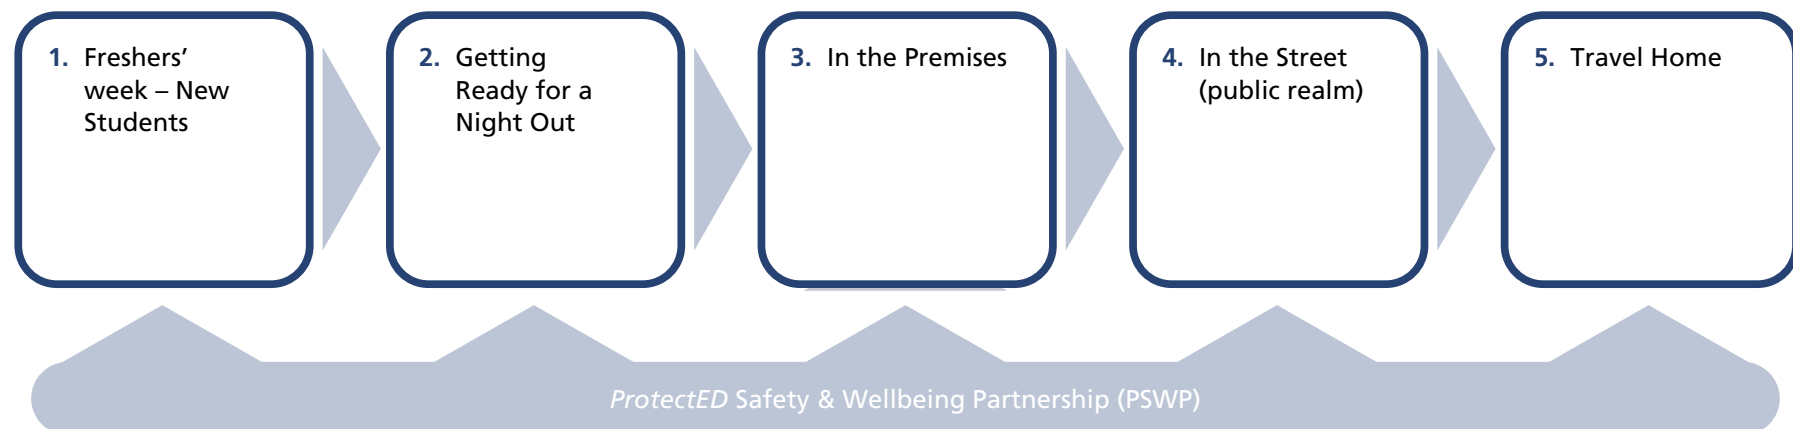 1. Freshers’
week – New
Students
2. Getting
Ready for a
Night Out
3. In the Premises
4. In the Street
(public realm)
5. Travel Home
ProtectED Safety & Wellbeing Partnership (PSWP)